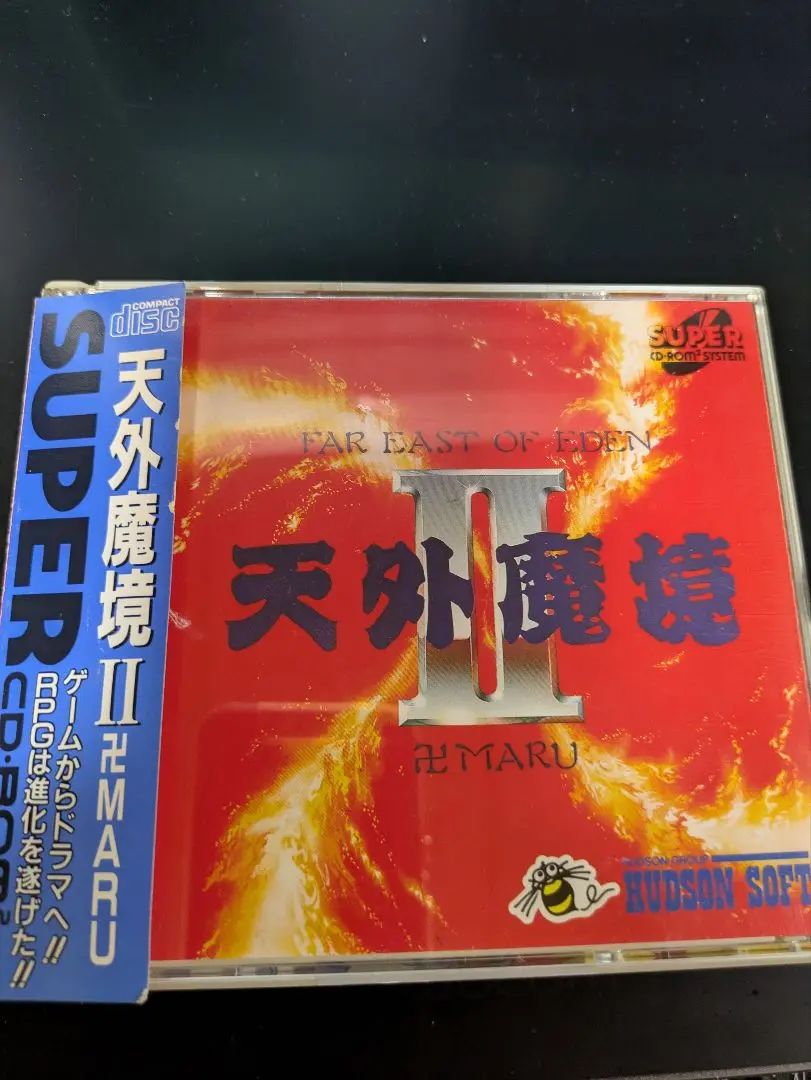 COMPACT
disc
SUPER
CD-ROM²
天外魔境 II 卍MARU
ゲームからドラマへ!!
RPGは進化を遂げた!!
SUPER
CD-ROM² SYSTEM
FAR EAST OF EDEN
II
天外魔境
卍MARU
HUDSON GROUP
HUDSON SOFT